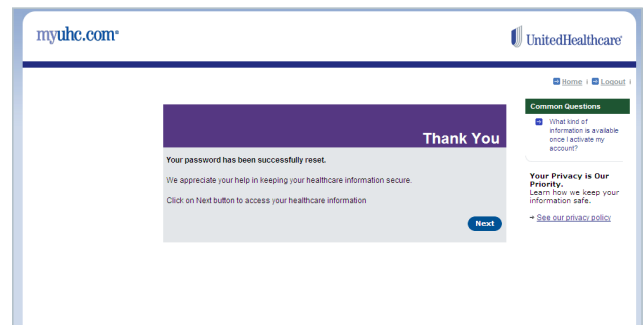 myuhc.com®
UnitedHealthcare®
Home | Logout |
Thank You
Your password has been successfully reset.
We appreciate your help in keeping your healthcare information secure.
Click on Next button to access your healthcare information
Next
Common Questions
What kind of
information is available
once I activate my
account?
Your Privacy is Our
Priority.
Learn how we keep your
information safe.
See our privacy policy